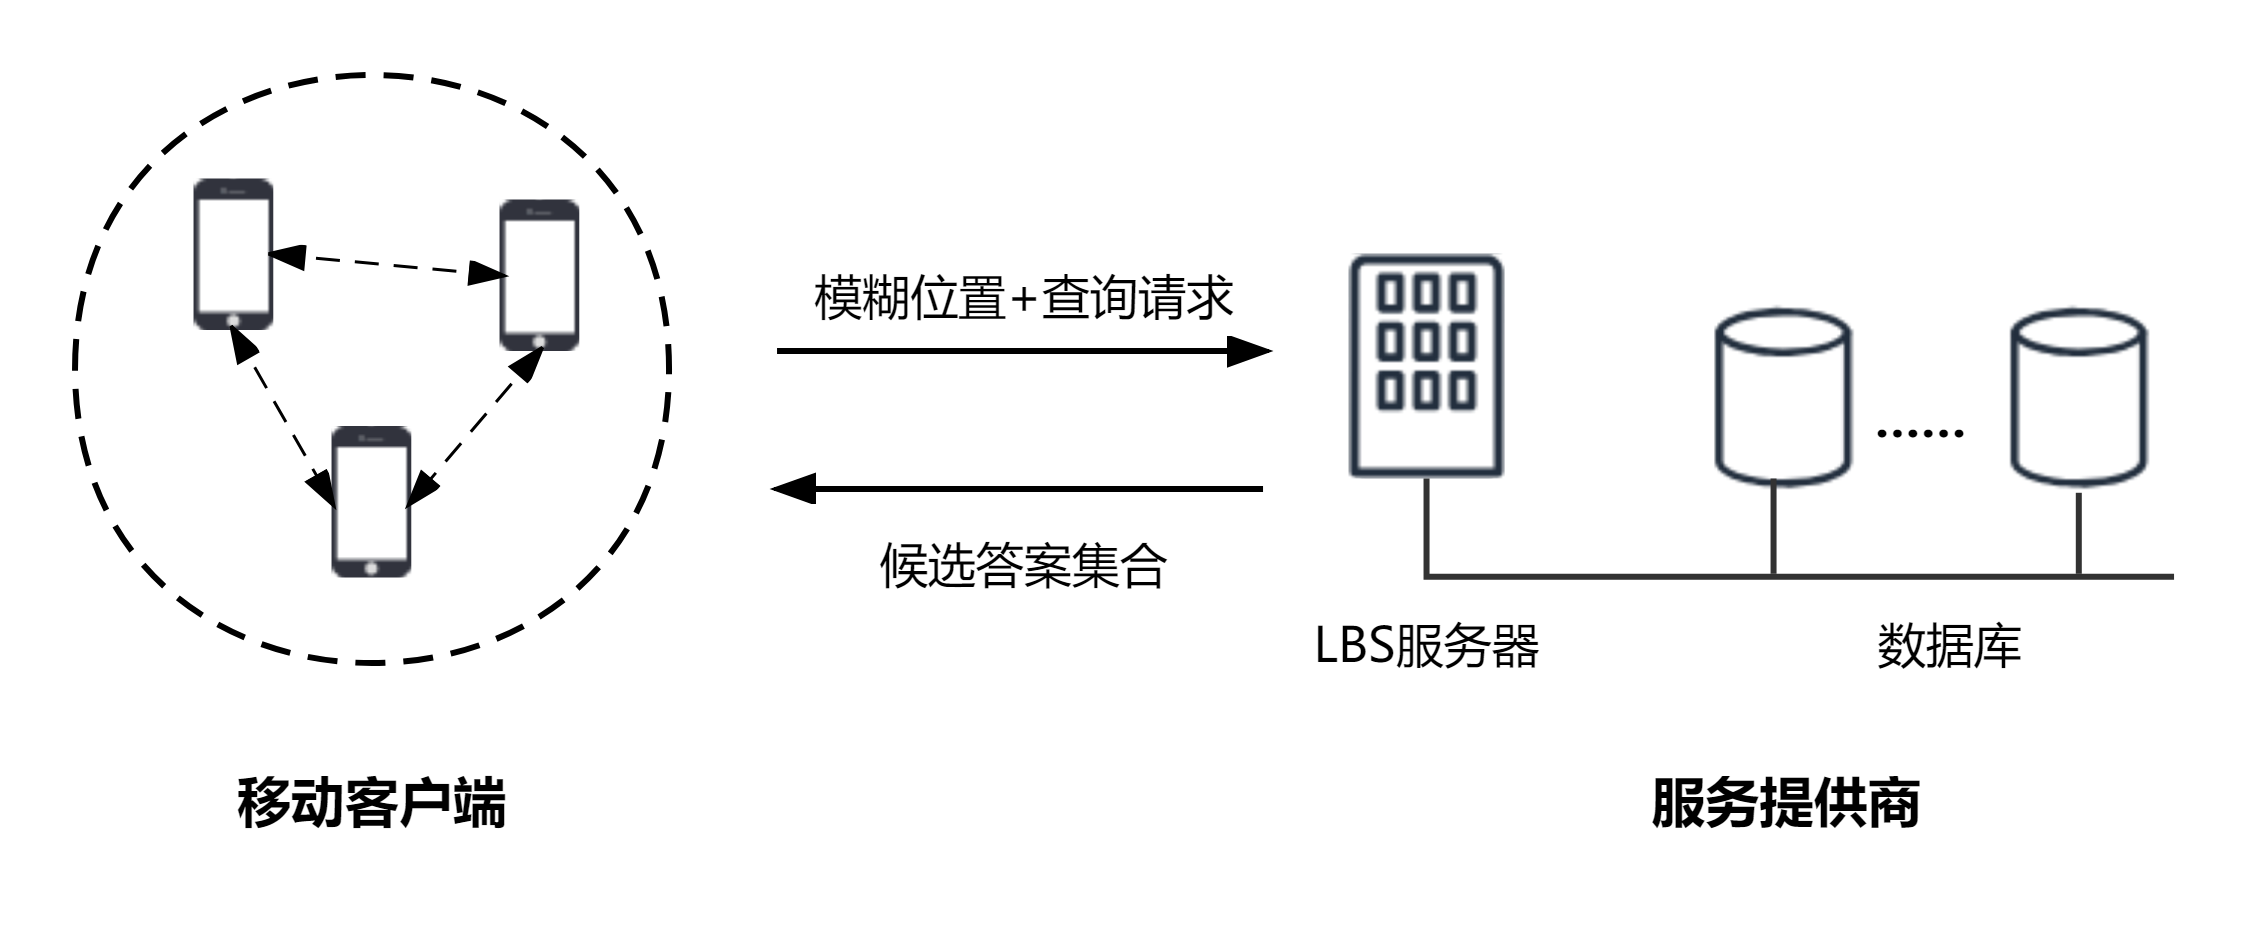 模糊位置+查询请求
候选答案集合
LBS服务器
数据库
······
移动客户端
服务提供商